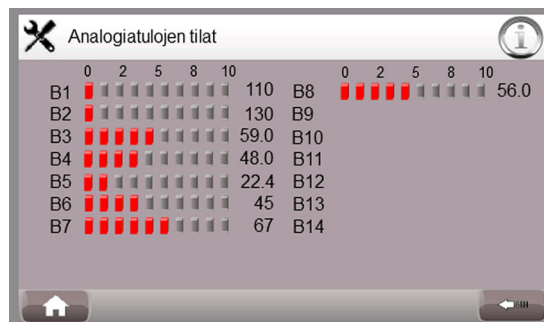 Analogiatulojen tilat
0 2 5 8 10 0 2 5 8 10
B1 110 B8 56.0
B2 130 B9
B3 59.0 B10
B4 48.0 B11
B5 22.4 B12
B6 45 B13
B7 67 B14